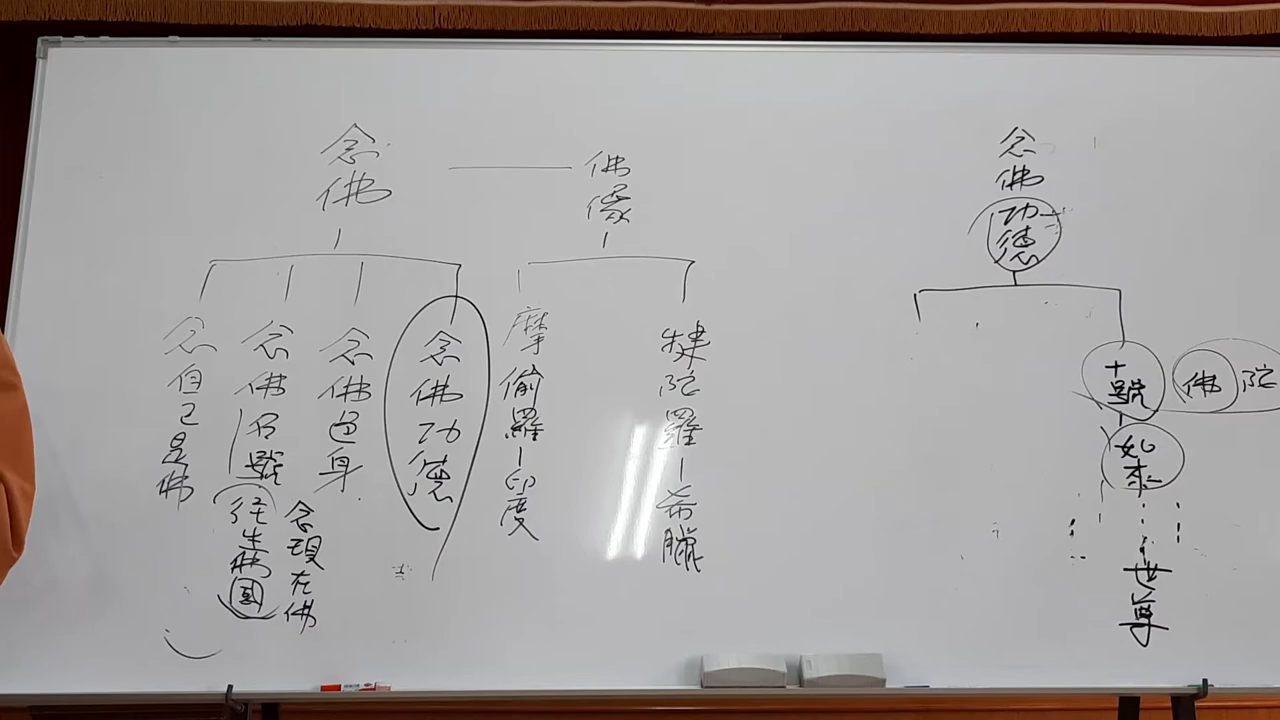 念佛
佛像
念自己是佛
念佛名號
往生佛國
念佛色身
念現在佛
念佛功德
摩偷羅-印度
犍陀羅-希臘
念佛功德
十號
佛陀
如來
世尊